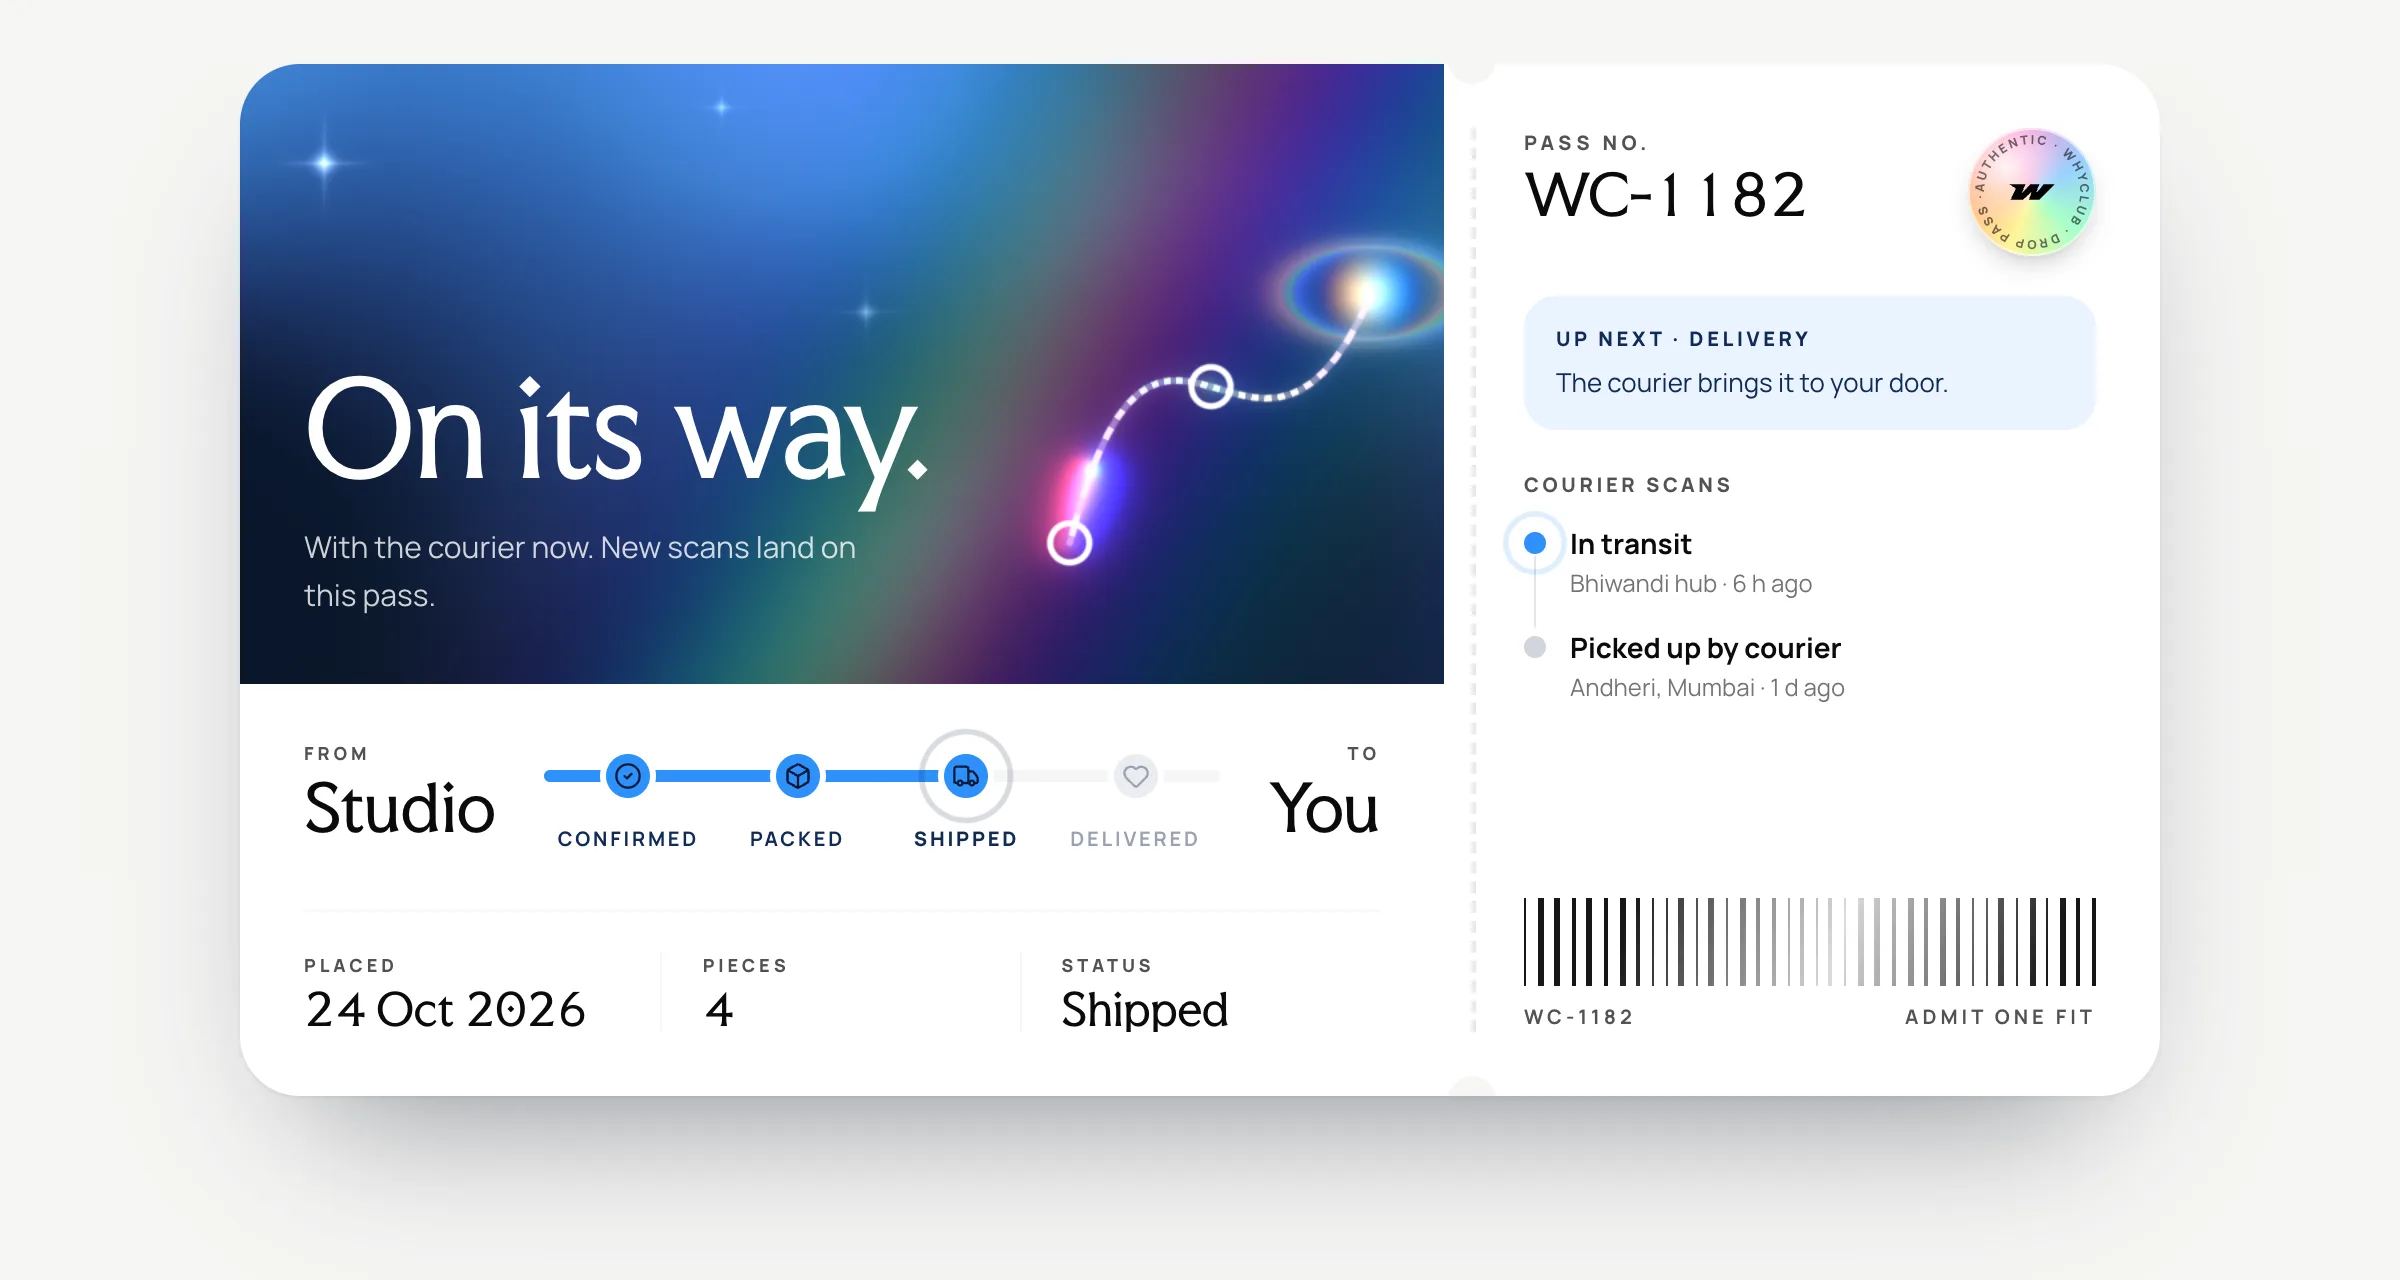 On its way.
With the courier now. New scans land on
this pass.
FROM
Studio
CONFIRMED
PACKED
SHIPPED
DELIVERED
TO
You
PLACED
24 Oct 2026
PIECES
4
STATUS
Shipped
PASS NO.
WC-1182
AUTHENTIC · WHYCLUB · DROP PASS ·
W
UP NEXT · DELIVERY
The courier brings it to your door.
COURIER SCANS
In transit
Bhiwandi hub · 6 h ago
Picked up by courier
Andheri, Mumbai · 1 d ago
WC-1182
ADMIT ONE FIT